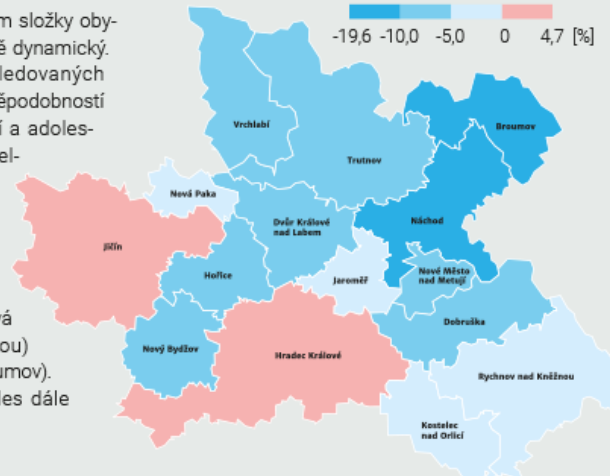 m složky oby-
ě dynamický.
ledovaných
ěpodobností
í a adoles-
el-
vá
ou)
umov).
les dále
-19,6 -10,0 -5,0 0 4,7 [%]
Vrchlabí
Trutnov
Broumov
Nová Paka
Dvůr Králové
nad Labem
Náchod
Jičín
Hořice
Jaroměř
Nové Město
nad Metují
Dobruška
Nový Bydžov
Hradec Králové
Rychnov nad Kněžnou
Kostelec
nad Orlicí